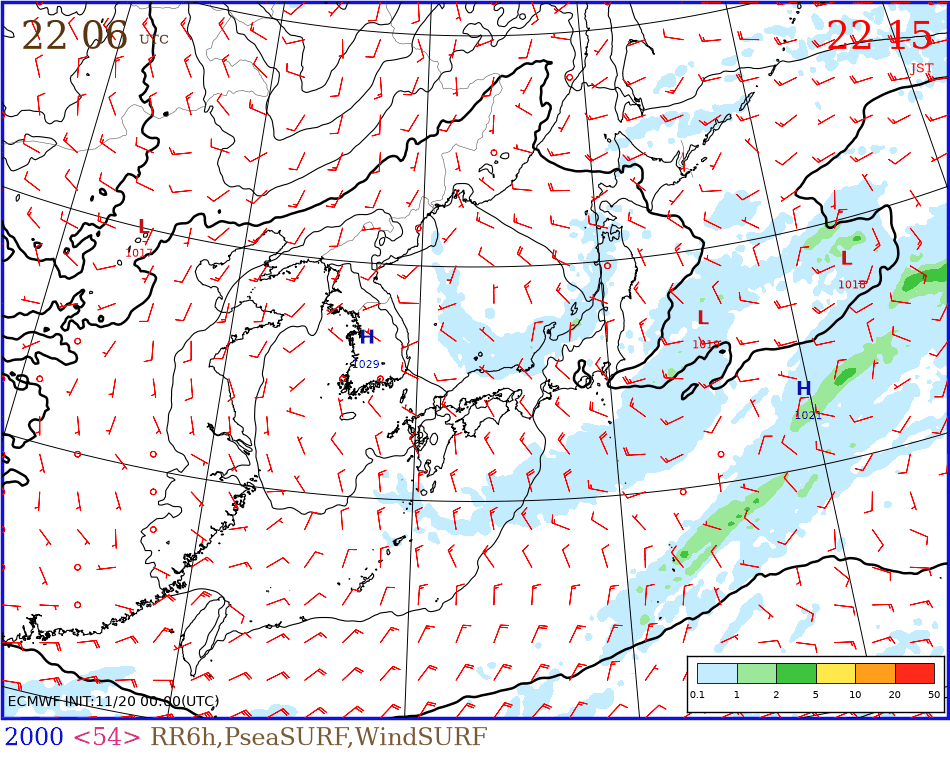 22 06 UTC
22 15
JST
L
1017
L
1018
L
1019
H
1029
H
1021
0.1 1 2 5 10 20 50
ECMWF INIT:11/20 00:00(UTC)
2000 <54> RR6h,PseaSURF,WindSURF